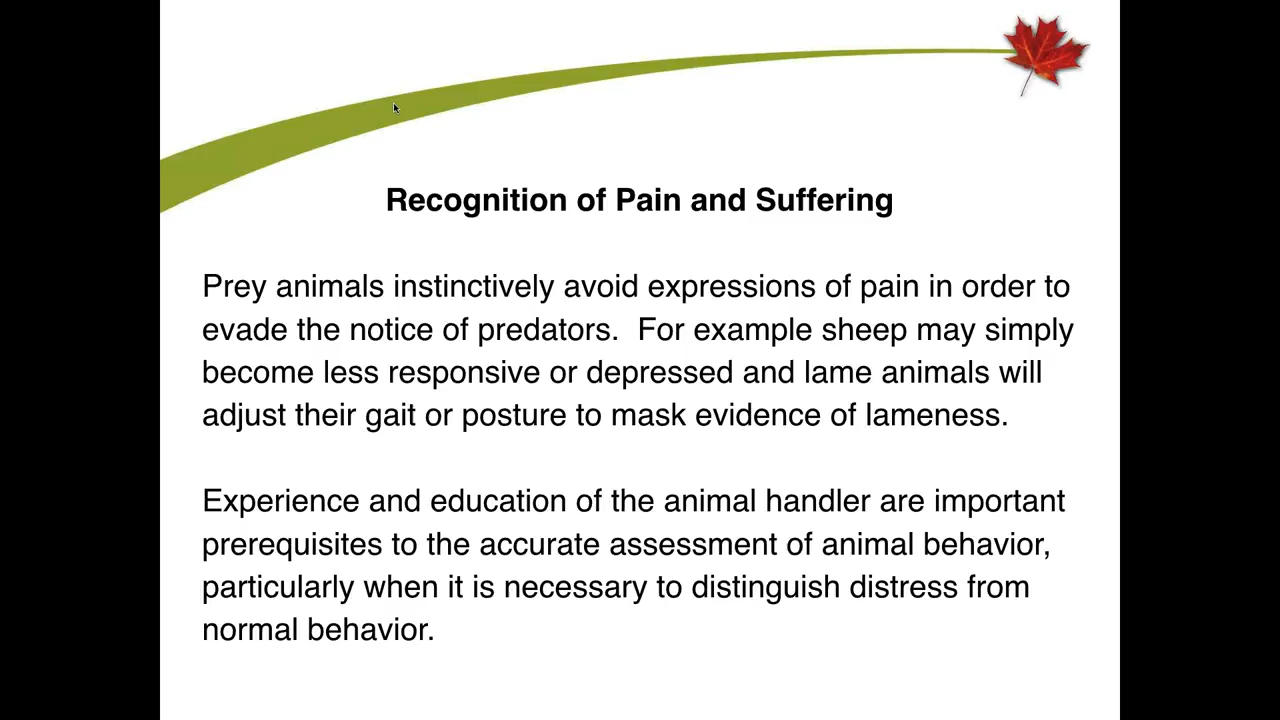 Recognition of Pain and Suffering
Prey animals instinctively avoid expressions of pain in order to
evade the notice of predators.  For example sheep may simply
become less responsive or depressed and lame animals will
adjust their gait or posture to mask evidence of lameness.
Experience and education of the animal handler are important
prerequisites to the accurate assessment of animal behavior,
particularly when it is necessary to distinguish distress from
normal behavior.